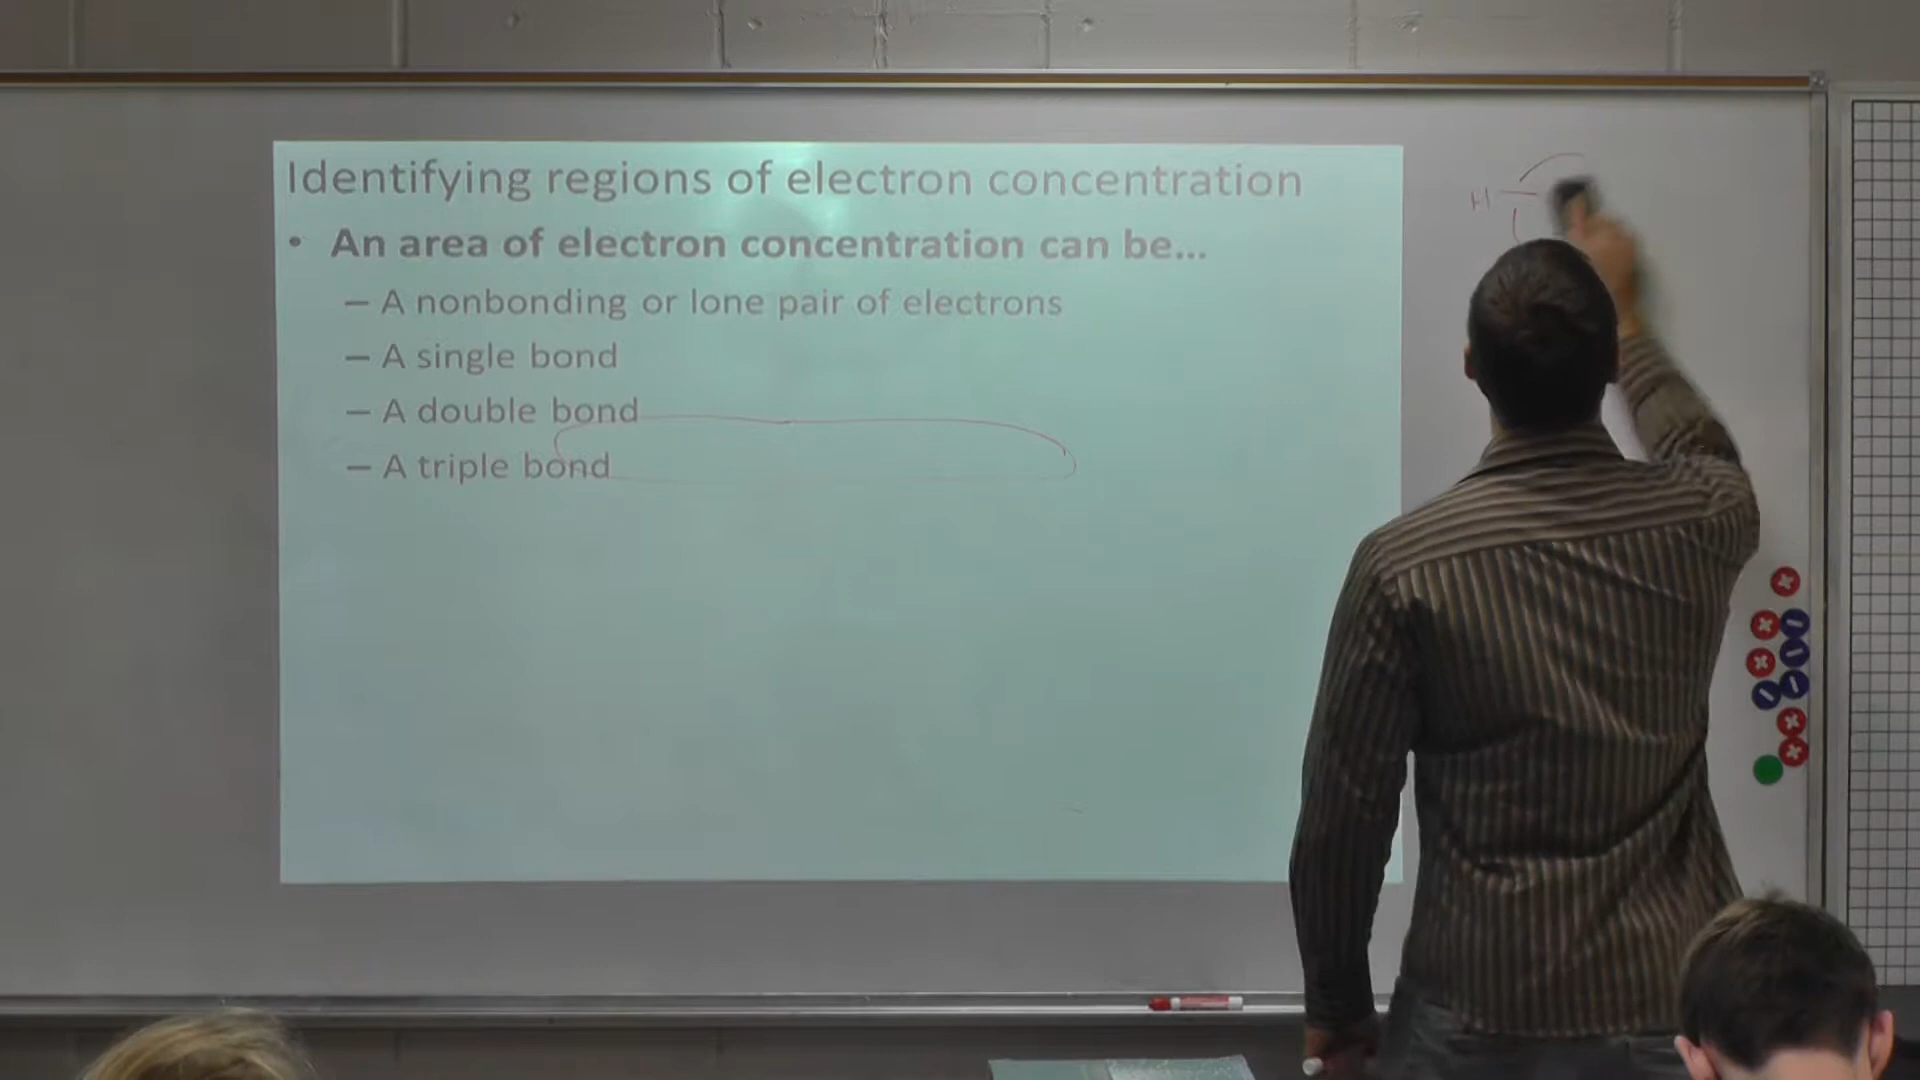 Identifying regions of electron concentration
• An area of electron concentration can be...
– A nonbonding or lone pair of electrons
– A single bond
– A double bond
– A triple bond
H